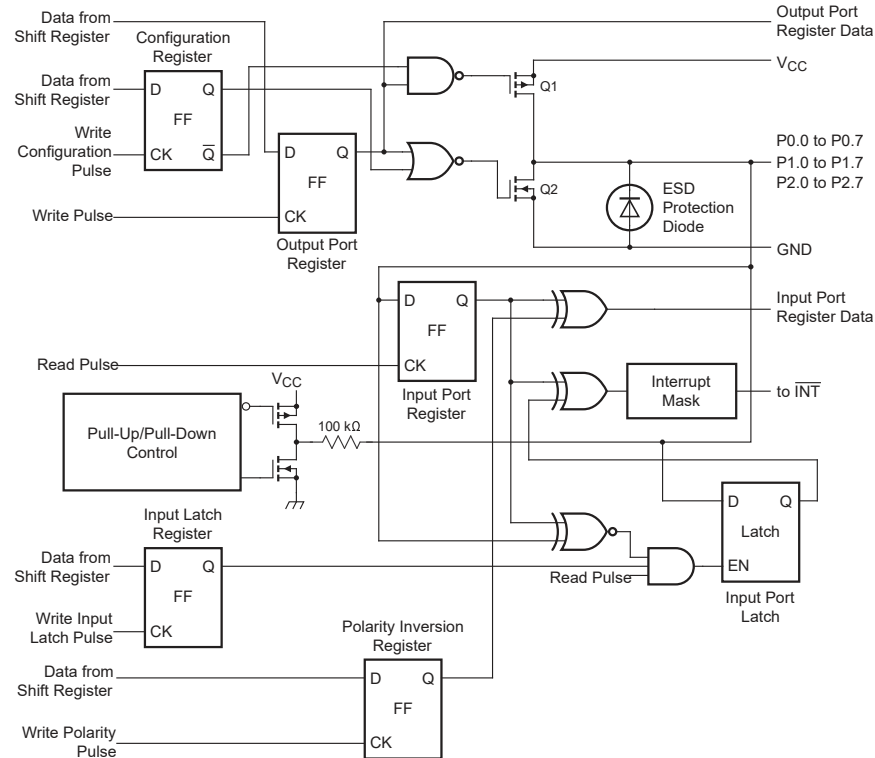 Data from
Shift Register
Configuration
Register
Data from
Shift Register
D
Q
FF
CK
Q̅
Write
Configuration
Pulse
D
Q
FF
CK
Write Pulse
Output Port
Register
Output Port
Register Data
VCC
Q1
Q2
P0.0 to P0.7
P1.0 to P1.7
P2.0 to P2.7
ESD
Protection
Diode
GND
D
Q
FF
CK
Read Pulse
Input Port
Register
Input Port
Register Data
Interrupt
Mask
to I̅N̅T̅
VCC
Pull-Up/Pull-Down
Control
100 kΩ
D
Q
Latch
EN
Input Port
Latch
Read Pulse
Input Latch
Register
Data from
Shift Register
D
Q
FF
CK
Write Input
Latch Pulse
Polarity Inversion
Register
Data from
Shift Register
D
Q
FF
CK
Write Polarity
Pulse